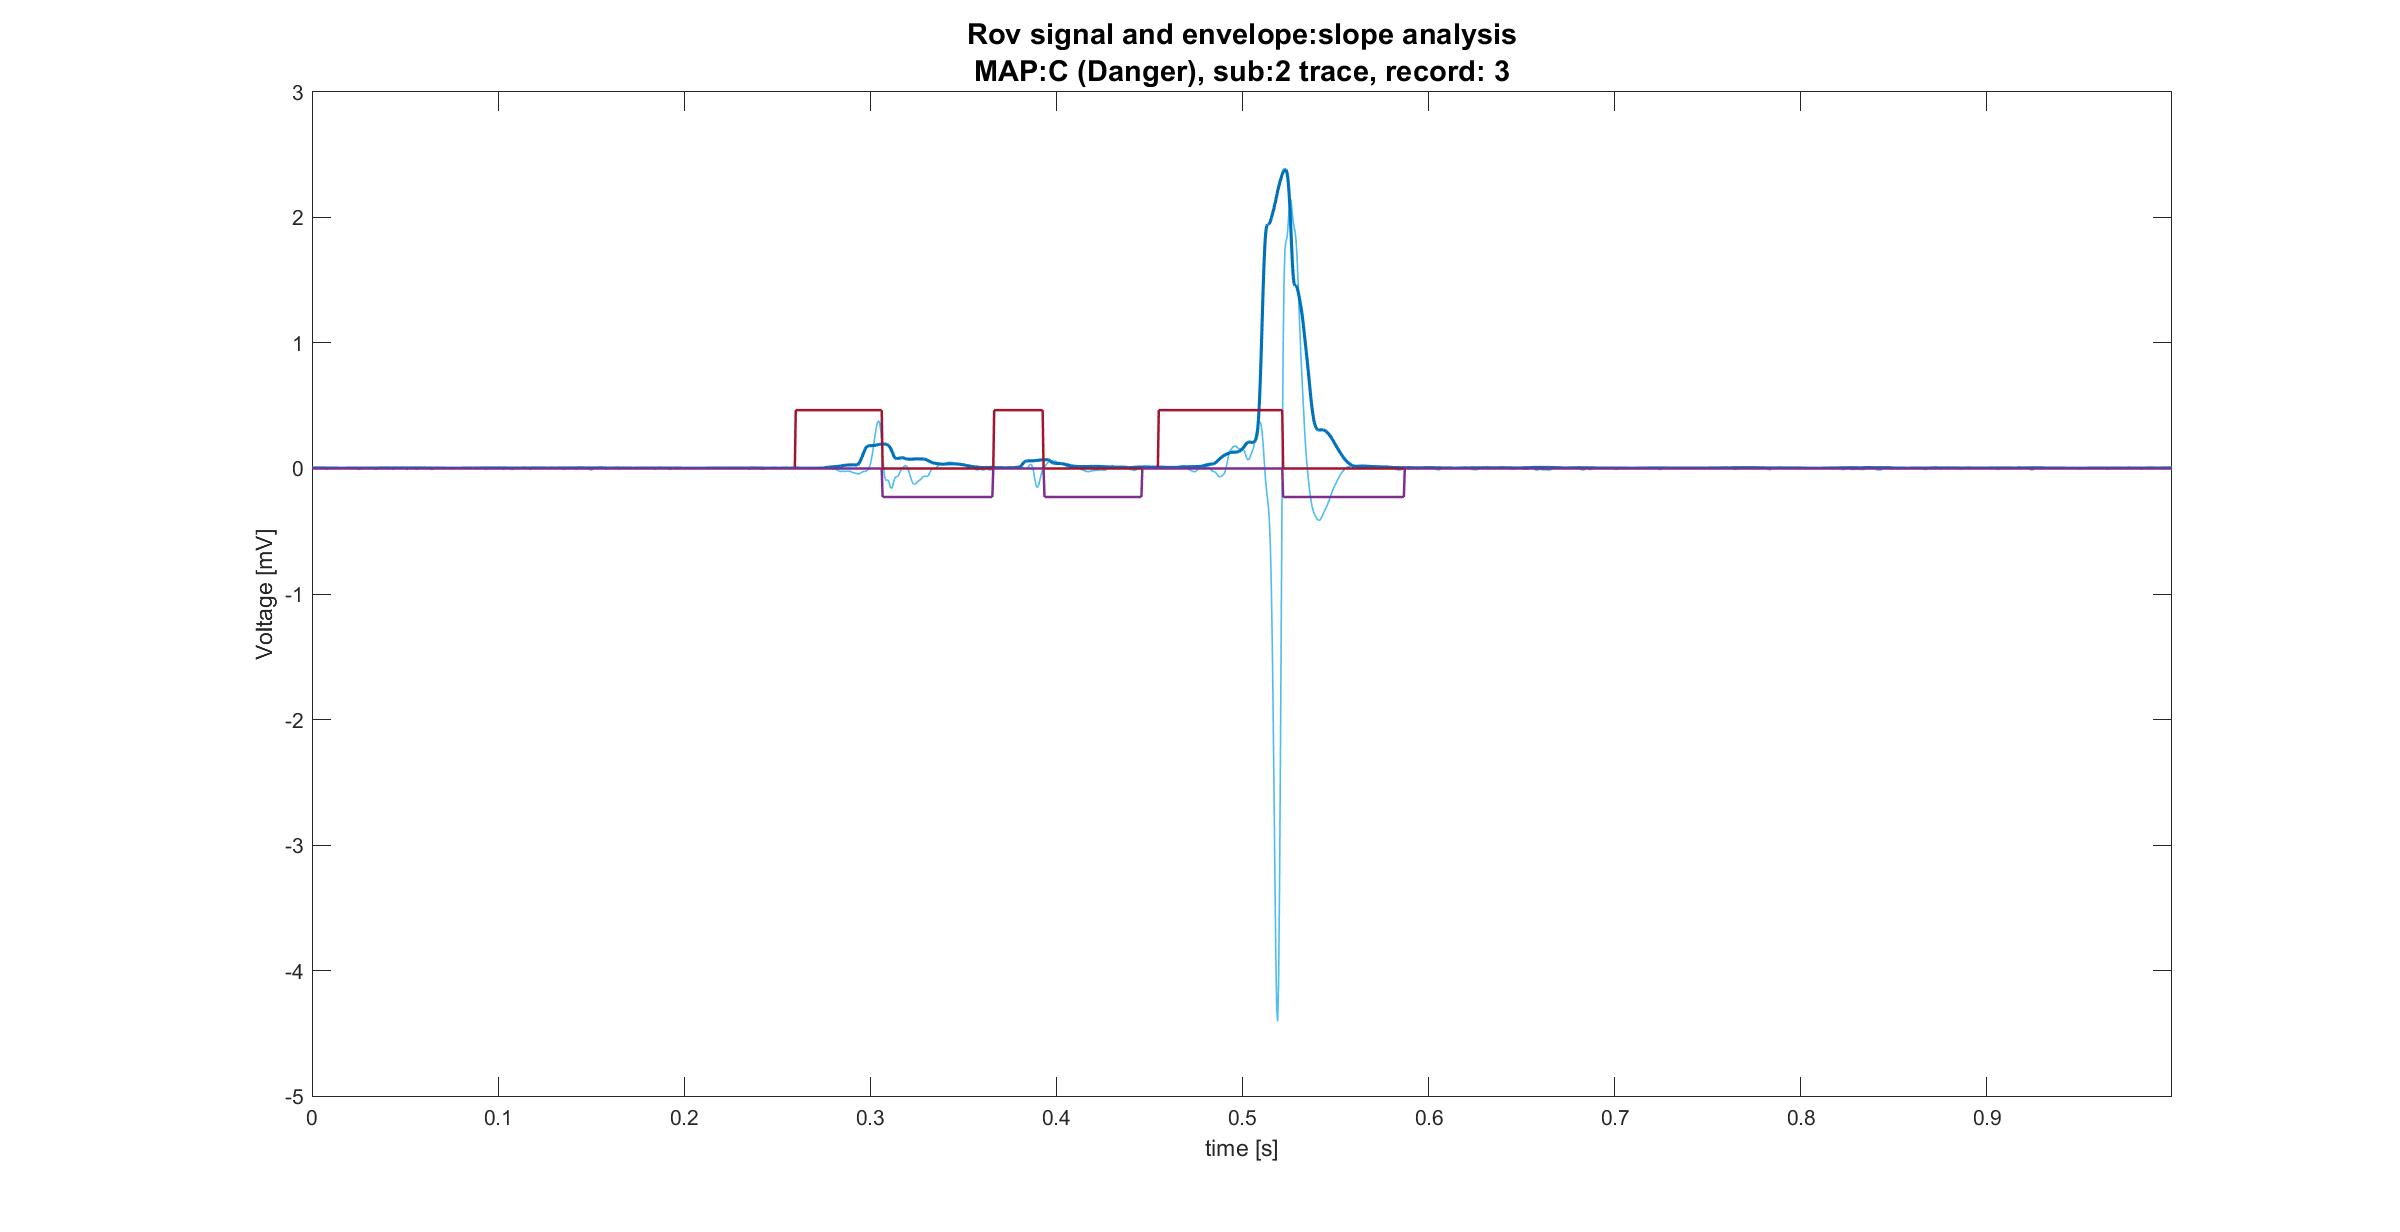 Rov signal and envelope:slope analysis
MAP:C (Danger), sub:2 trace, record: 3
3
2
1
0
-1
-2
-3
-4
-5
Voltage [mV]
0 0.1 0.2 0.3 0.4 0.5 0.6 0.7 0.8 0.9
time [s]